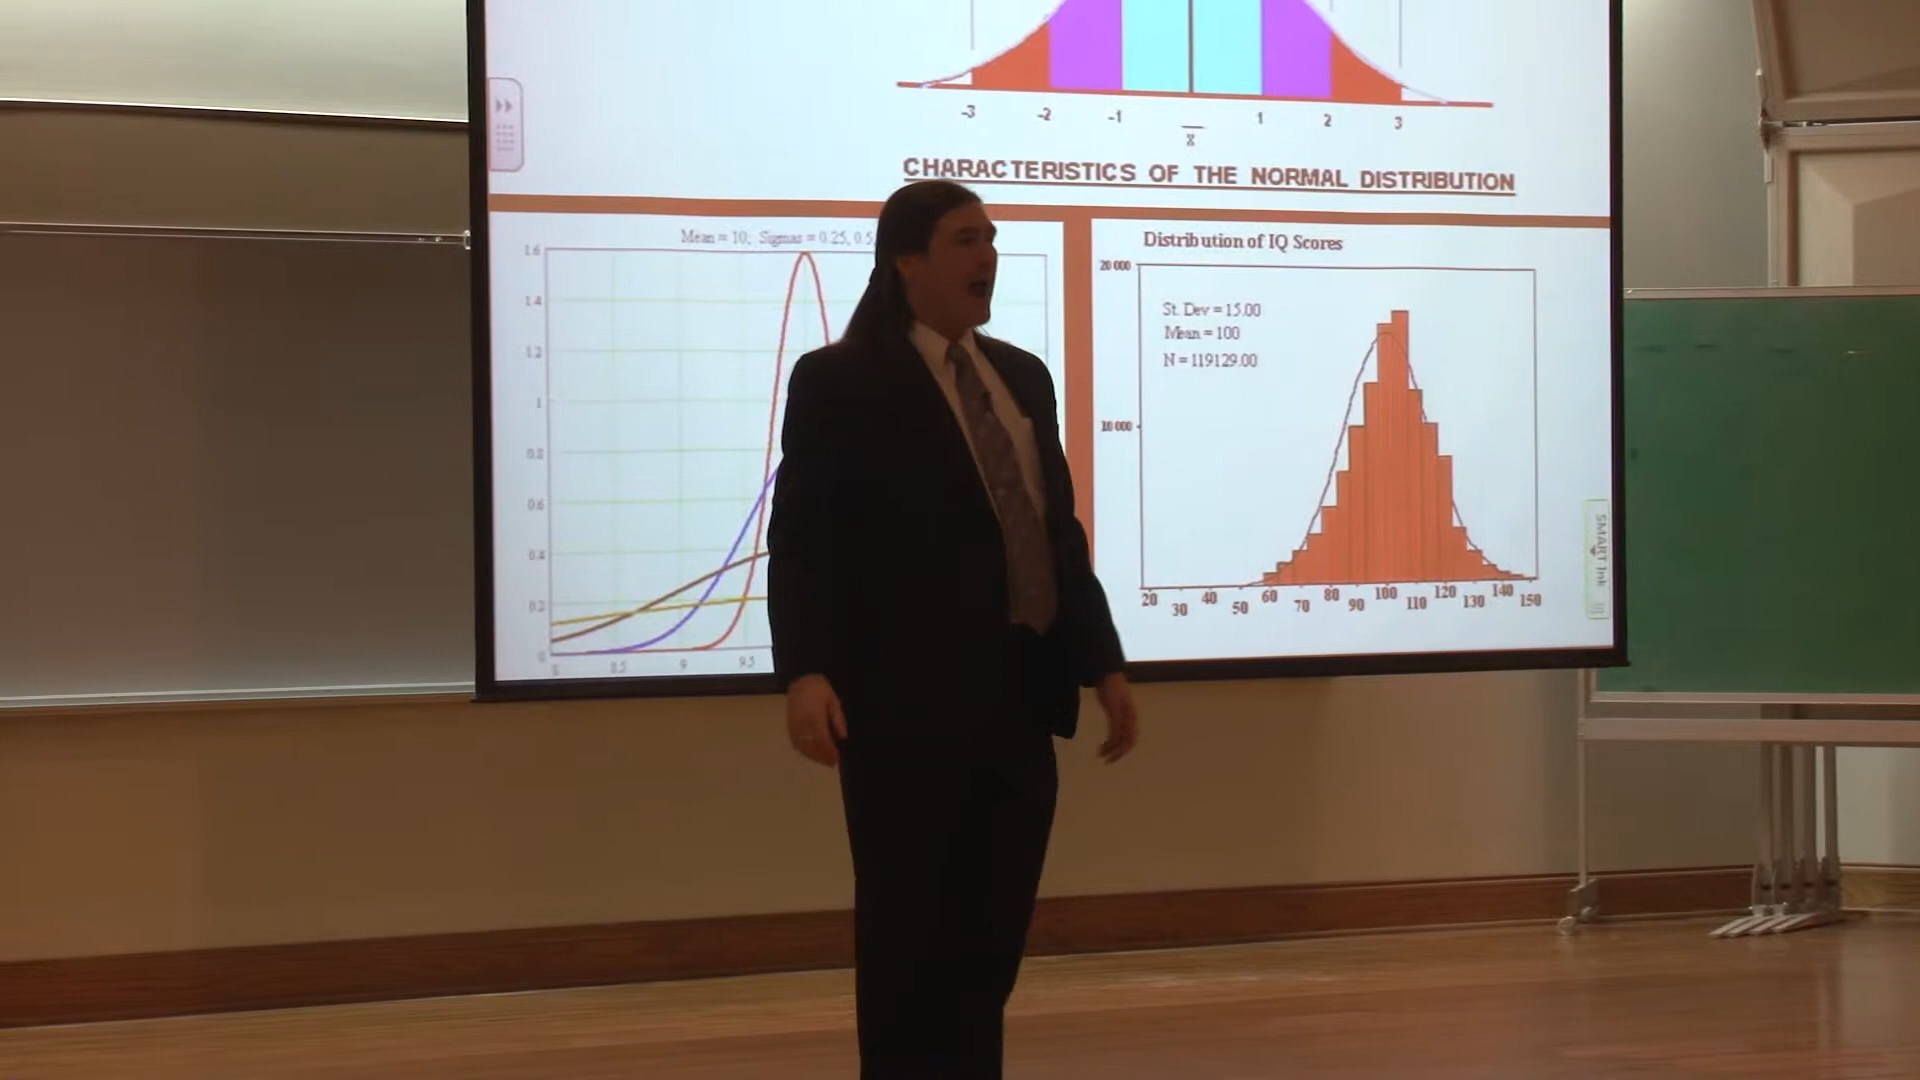 -3 -2 -1 x 1 2 3
CHARACTERISTICS OF THE NORMAL DISTRIBUTION
Mean = 10; Sigmas = 0.25, 0.5,
1.6
1.4
1.2
1
0.8
0.6
0.4
0.2
0
8 8.5 9 9.5
Distribution of IQ Scores
20 000
St. Dev = 15.00
Mean = 100
N = 119129.00
10 000
20 30 40 50 60 70 80 90 100 110 120 130 140 150
SMART Ink